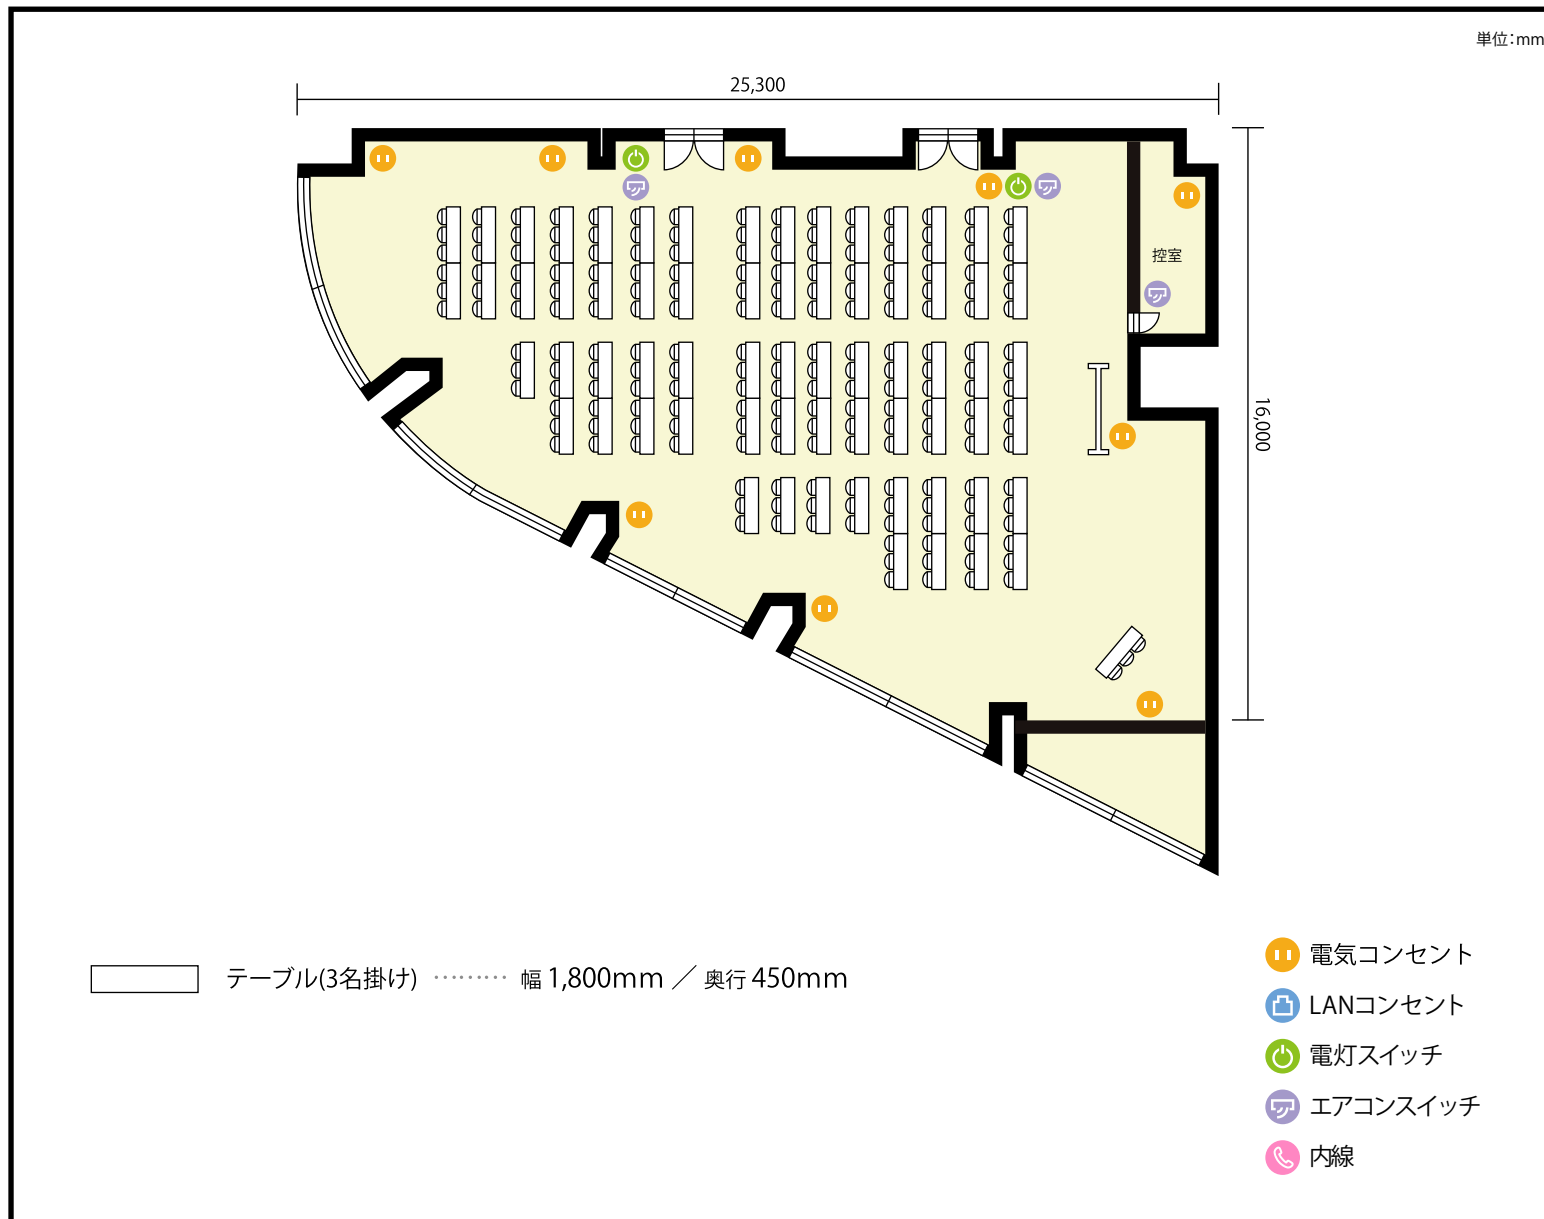 単位:mm
25,300
控室
16,000
テーブル(3名掛け) ……… 幅 1,800mm ／ 奥行 450mm
電気コンセント
LANコンセント
電灯スイッチ
エアコンスイッチ
内線